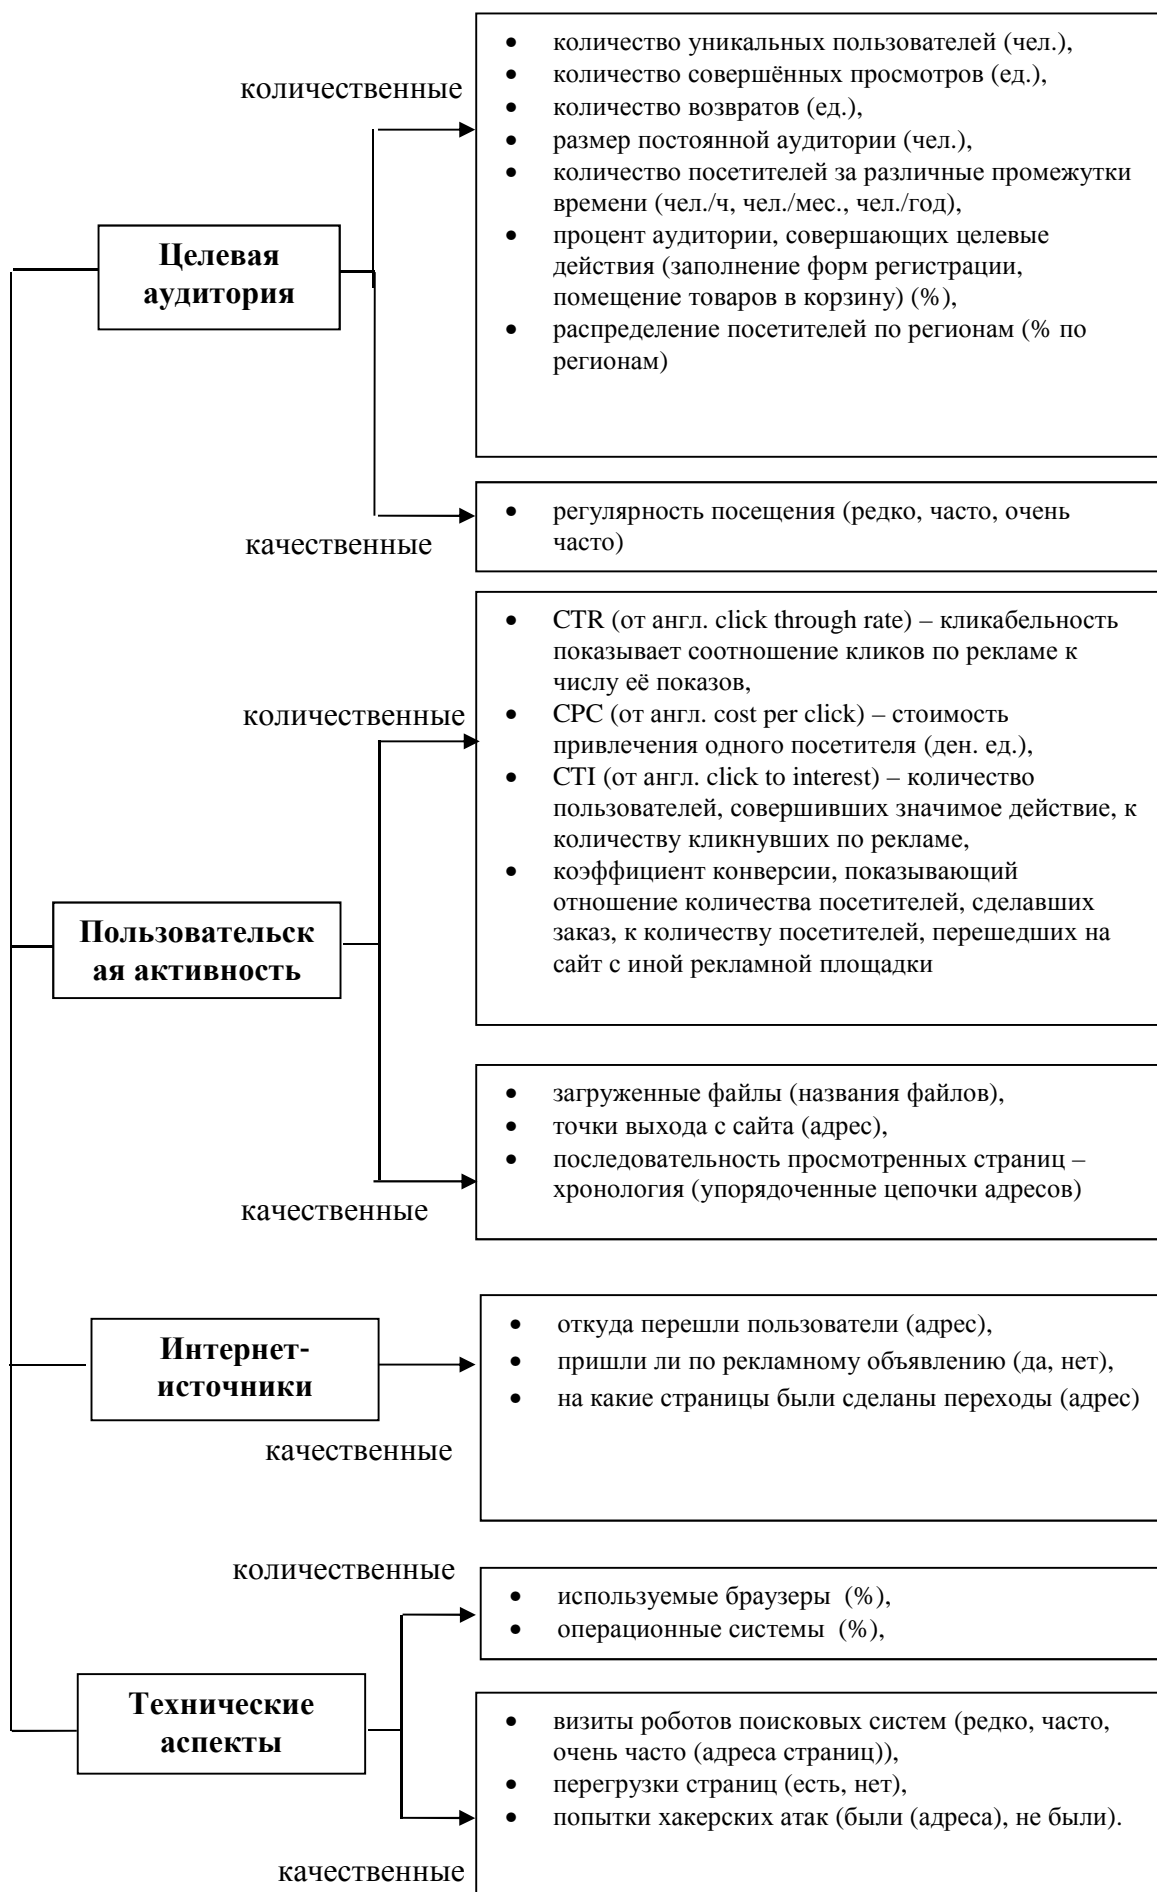 количественные
• количество уникальных пользователей (чел.),
• количество совершённых просмотров (ед.),
• количество возвратов (ед.),
• размер постоянной аудитории (чел.),
• количество посетителей за различные промежутки
времени (чел./ч, чел./мес., чел./год),
• процент аудитории, совершающих целевые
действия (заполнение форм регистрации,
помещение товаров в корзину) (%),
• распределение посетителей по регионам (% по
регионам)
Целевая
аудитория
качественные
• регулярность посещения (редко, часто, очень
часто)
количественные
• CTR (от англ. click through rate) – кликабельность
показывает соотношение кликов по рекламе к
числу её показов,
• CPC (от англ. cost per click) – стоимость
привлечения одного посетителя (ден. ед.),
• CTI (от англ. click to interest) – количество
пользователей, совершивших значимое действие, к
количеству кликнувших по рекламе,
• коэффициент конверсии, показывающий
отношение количества посетителей, сделавших
заказ, к количеству посетителей, перешедших на
сайт с иной рекламной площадки
Пользовательск
ая активность
• загруженные файлы (названия файлов),
• точки выхода с сайта (адрес),
• последовательность просмотренных страниц –
хронология (упорядоченные цепочки адресов)
качественные
Интернет-
источники
• откуда перешли пользователи (адрес),
• пришли ли по рекламному объявлению (да, нет),
• на какие страницы были сделаны переходы (адрес)
качественные
количественные
• используемые браузеры (%),
• операционные системы (%),
Технические
аспекты
• визиты роботов поисковых систем (редко, часто,
очень часто (адреса страниц)),
• перегрузки страниц (есть, нет),
• попытки хакерских атак (были (адреса), не были).
качественные